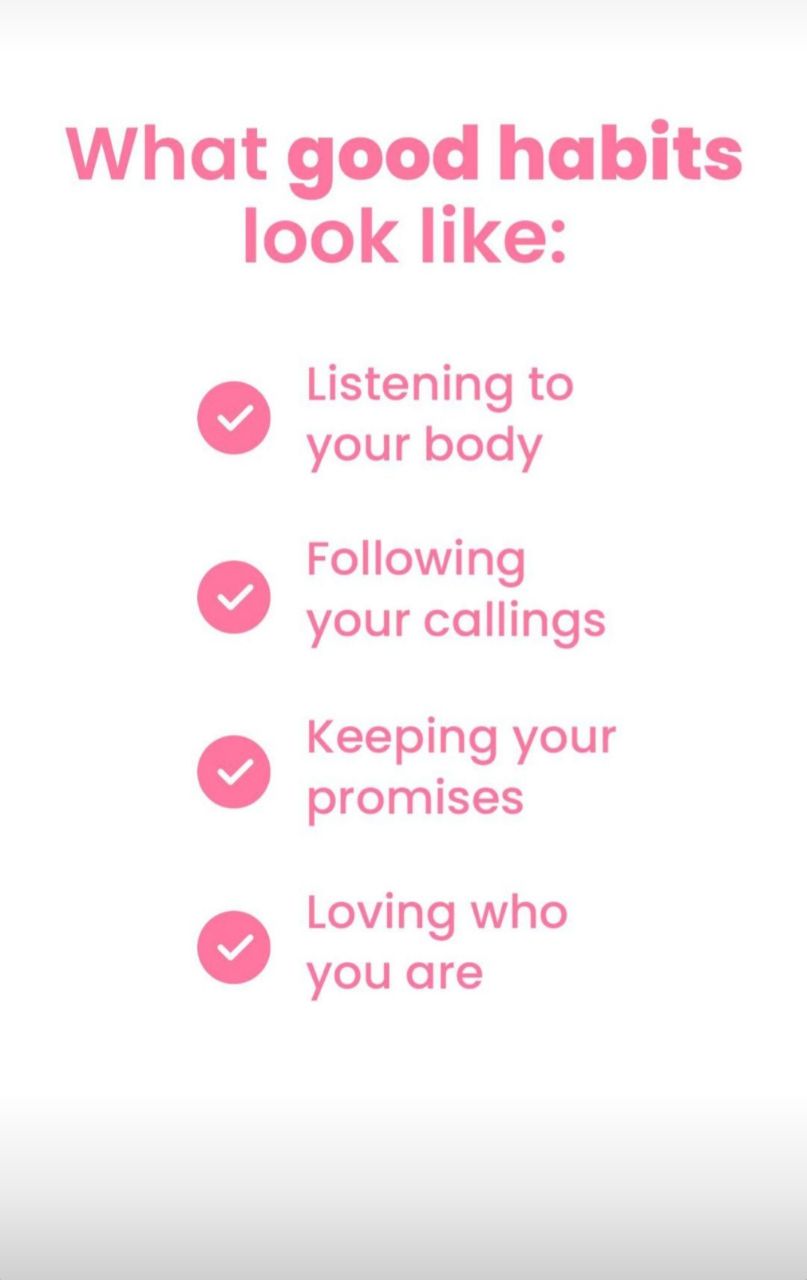 What good habits
look like:
Listening to
your body
Following
your callings
Keeping your
promises
Loving who
you are